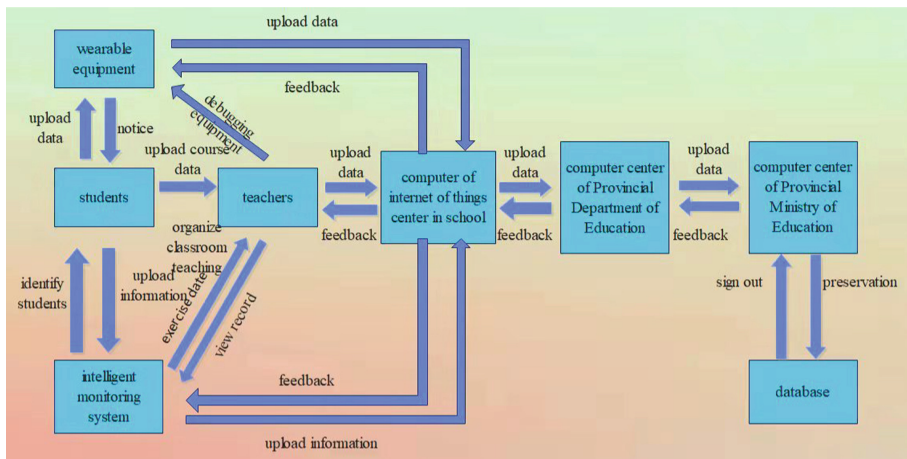 upload data
wearable
equipment
feedback
debugging
equipment
upload
data
notice
upload course
data
students
teachers
upload
data
feedback
computer of
internet of things
center in school
upload
data
feedback
computer center
of Provincial
Department of
Education
upload
data
feedback
computer center
of Provincial
Ministry of
Education
organize
classroom
teaching
identify
students
upload
information
exercise date
view record
sign out
preservation
intelligent
monitoring
system
feedback
upload information
database